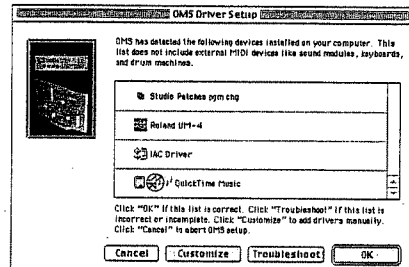 OMS Driver Setup
OMS has detected the following devices installed on your computer. This
list does not include external MIDI devices like sound modules, keyboards,
and drum machines.
Studio Patches pgm chg
Roland UM-4
IAC Driver
QuickTime Music
Click "OK" if this list is correct. Click "Troubleshoot" if this list is
incorrect or incomplete. Click "Customize" to add drivers manually.
Click "Cancel" to abort OMS setup.
Cancel
Customize
Troubleshoot
OK